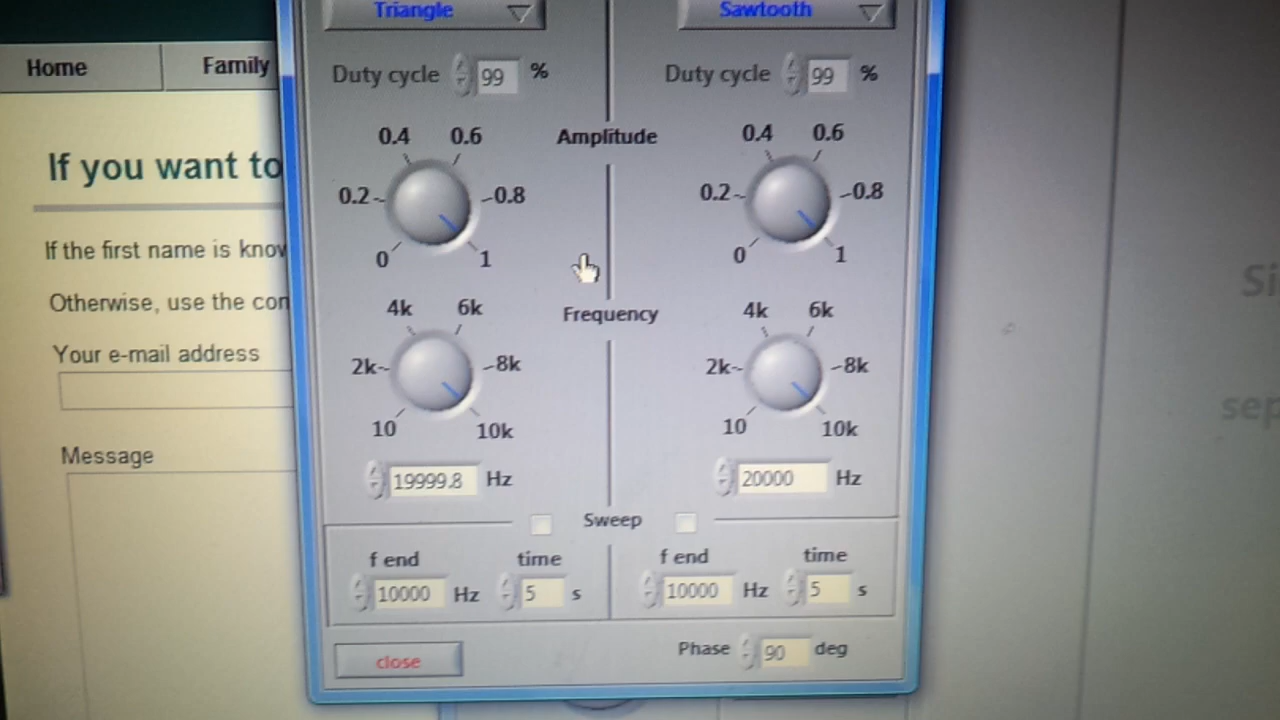 Triangle Sawtooth
Home Family
Duty cycle 99 % Duty cycle 99 %
0.4 0.6 Amplitude 0.4 0.6
If you want to
0.2 0.8 0.2 0.8
If the first name is know
0 1 0 1
Otherwise, use the con
4k 6k Frequency 4k 6k
Your e-mail address
2k 8k 2k 8k
10 10k 10 10k
Message
19999.8 Hz 20000 Hz
Sweep
f end time f end time
10000 Hz 5 s 10000 Hz 5 s
close Phase 90 deg
Si
sep